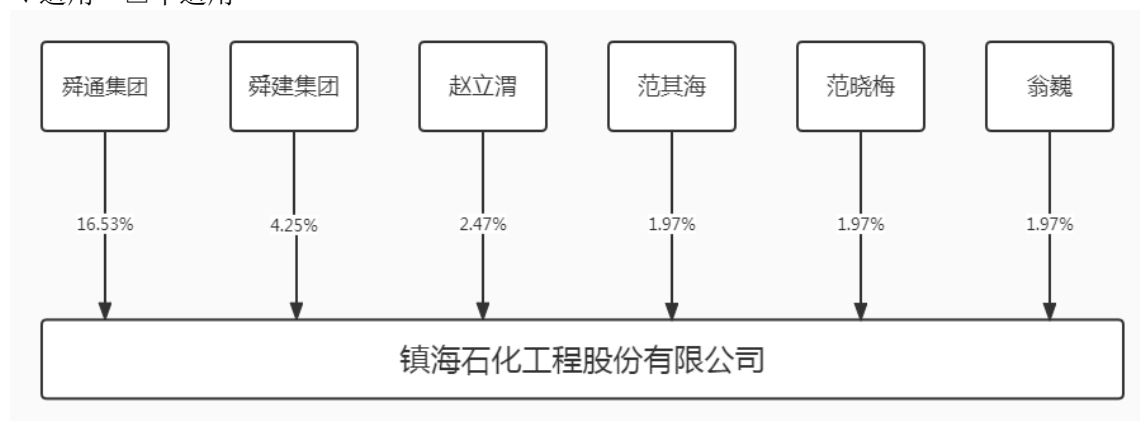 舜通集团 舜建集团 赵立渭 范其海 范晓梅 翁巍
16.53% 4.25% 2.47% 1.97% 1.97% 1.97%
镇海石化工程股份有限公司